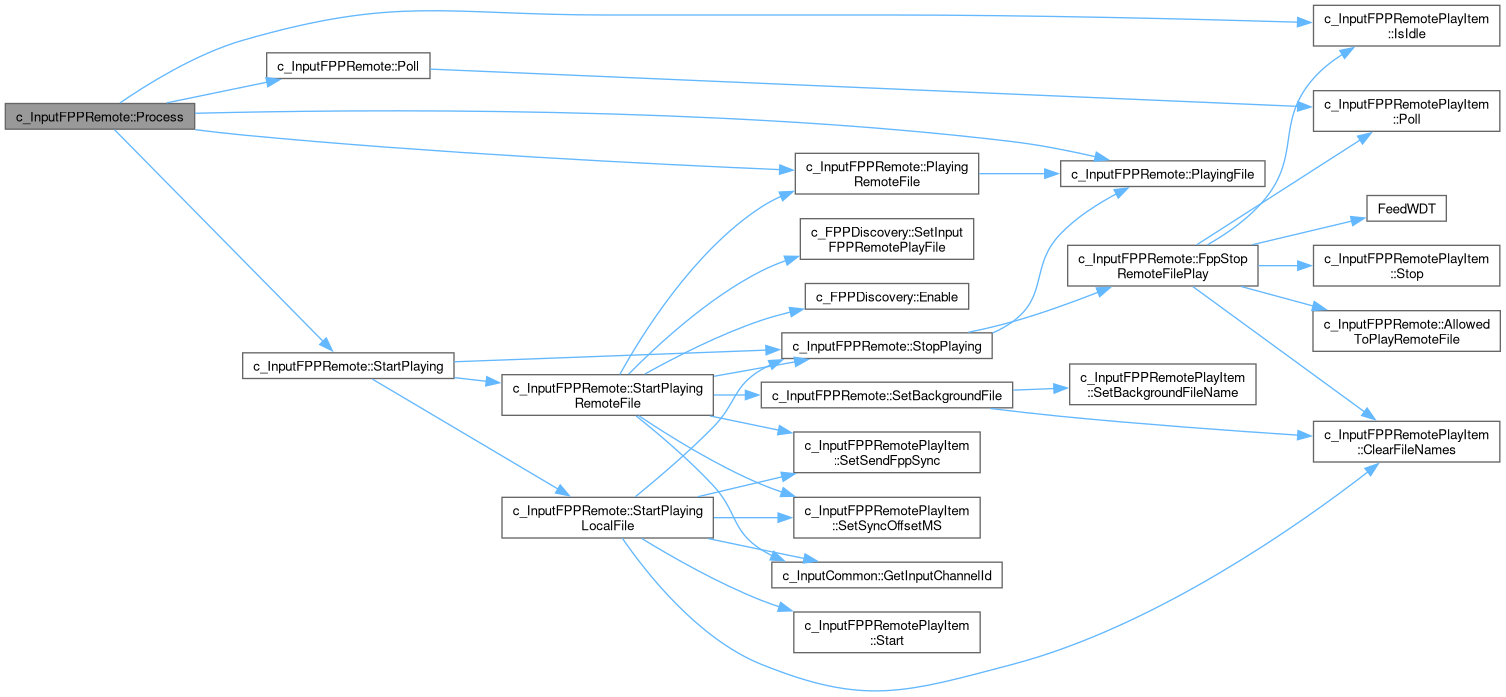 c_InputFPPRemote::Process
c_InputFPPRemote::Poll
c_InputFPPRemote::StartPlaying
c_InputFPPRemote::StartPlaying
RemoteFile
c_InputFPPRemote::StartPlaying
LocalFile
c_InputFPPRemote::Playing
RemoteFile
c_FPPDiscovery::SetInput
FPPRemotePlayFile
c_FPPDiscovery::Enable
c_InputFPPRemote::StopPlaying
c_InputFPPRemote::SetBackgroundFile
c_InputFPPRemotePlayItem
::SetSendFppSync
c_InputFPPRemotePlayItem
::SetSyncOffsetMS
c_InputCommon::GetInputChannelId
c_InputFPPRemotePlayItem
::Start
c_InputFPPRemote::PlayingFile
c_InputFPPRemote::FppStop
RemoteFilePlay
c_InputFPPRemotePlayItem
::SetBackgroundFileName
c_InputFPPRemotePlayItem
::IsIdle
c_InputFPPRemotePlayItem
::Poll
FeedWDT
c_InputFPPRemotePlayItem
::Stop
c_InputFPPRemote::Allowed
ToPlayRemoteFile
c_InputFPPRemotePlayItem
::ClearFileNames